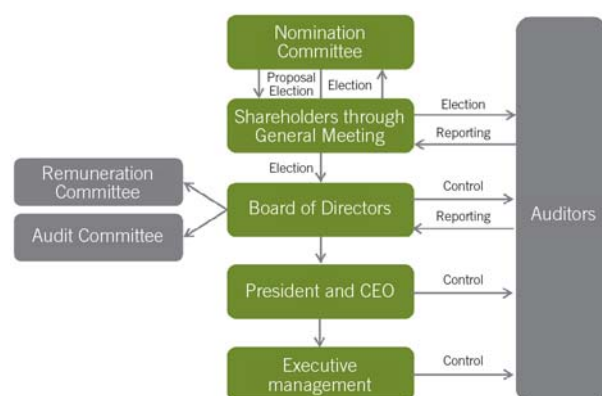 Nomination
Committee
Proposal
Election
Election
Shareholders through
General Meeting
Election
Reporting
Election
Remuneration
Committee
Audit Committee
Board of Directors
Control
Reporting
Auditors
President and CEO
Control
Executive
management
Control